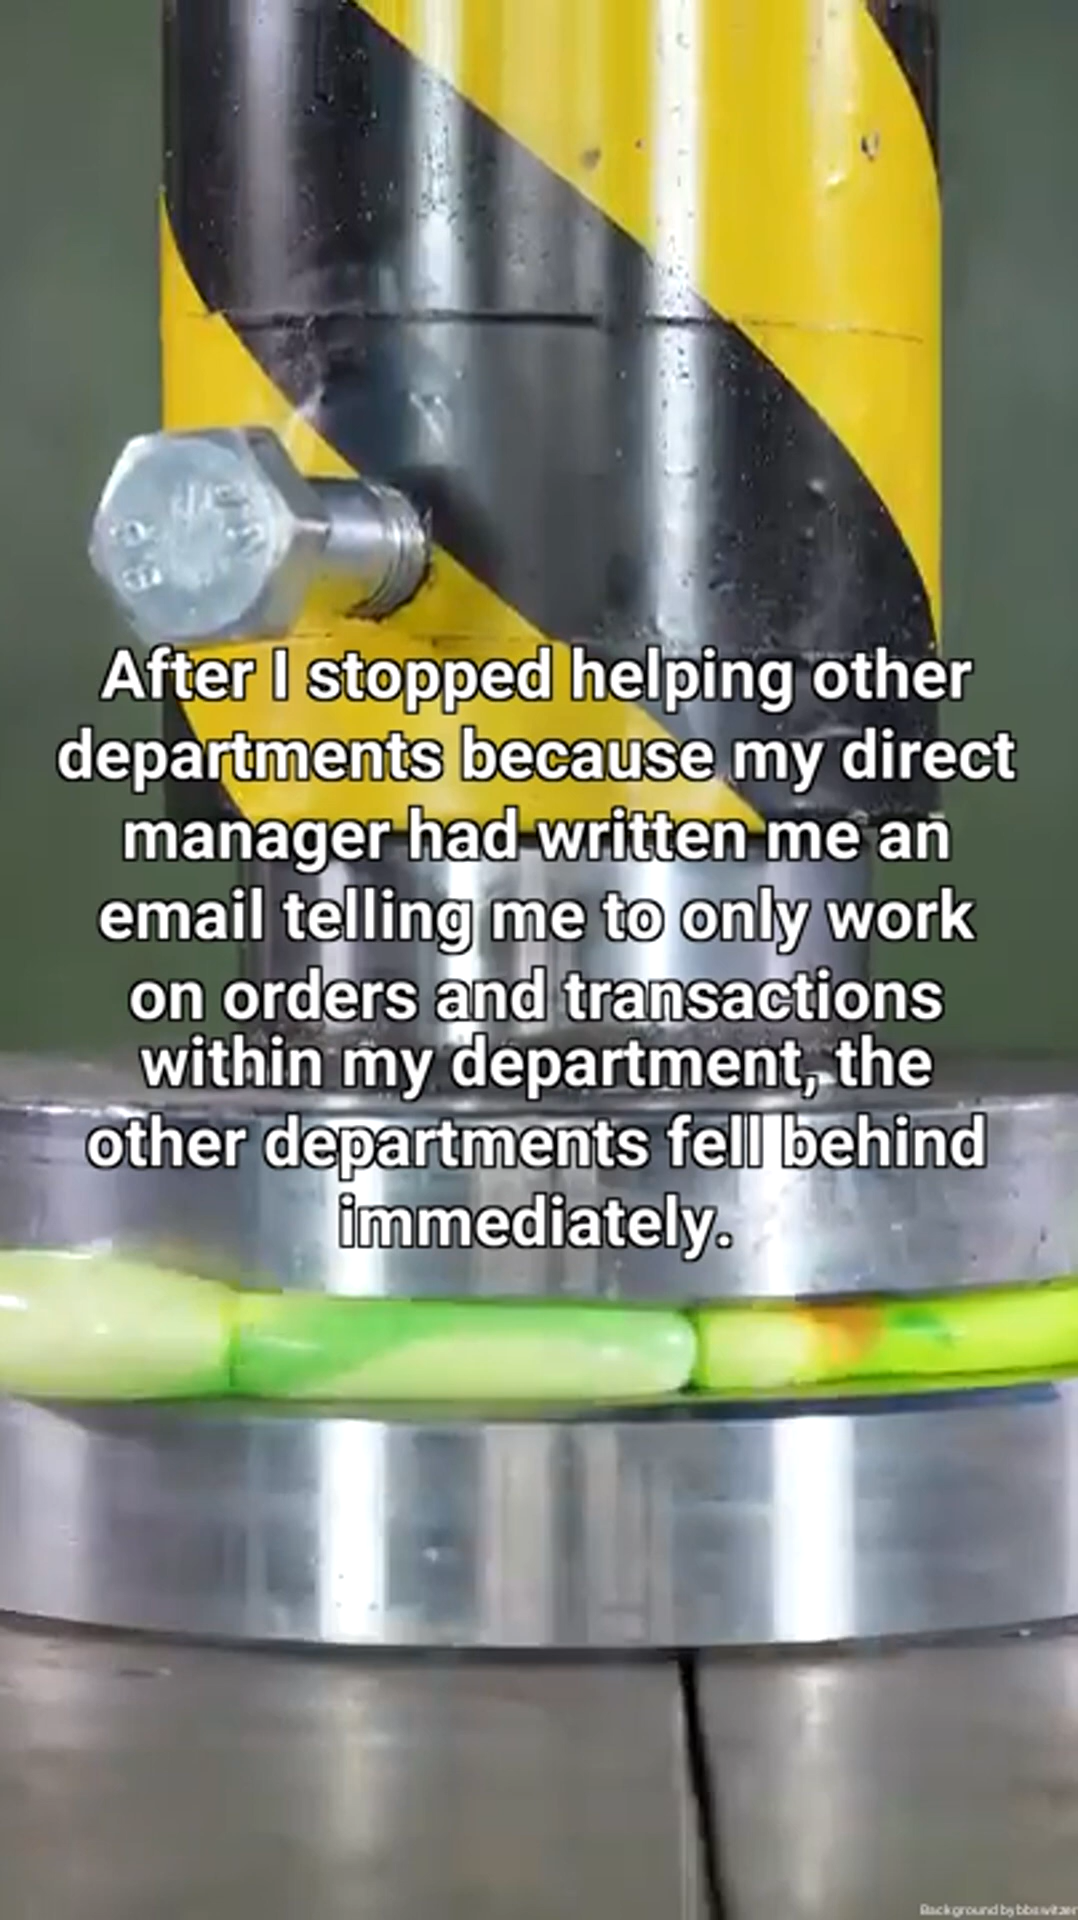 After I stopped helping other
departments because my direct
manager had written me an
email telling me to only work
on orders and transactions
within my department, the
other departments fell behind
immediately.
Background by bbswitzer